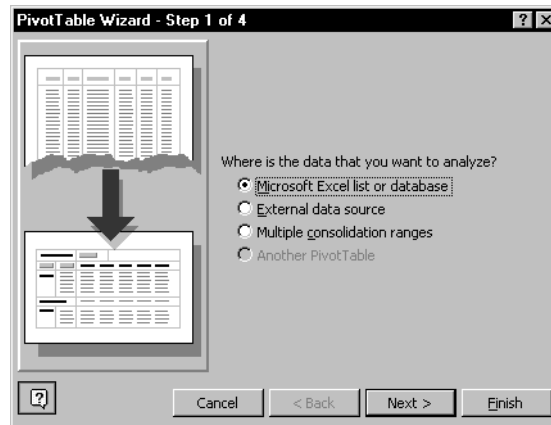 PivotTable Wizard - Step 1 of 4
Where is the data that you want to analyze?
Microsoft Excel list or database
External data source
Multiple consolidation ranges
Another PivotTable
Cancel
< Back
Next >
Finish